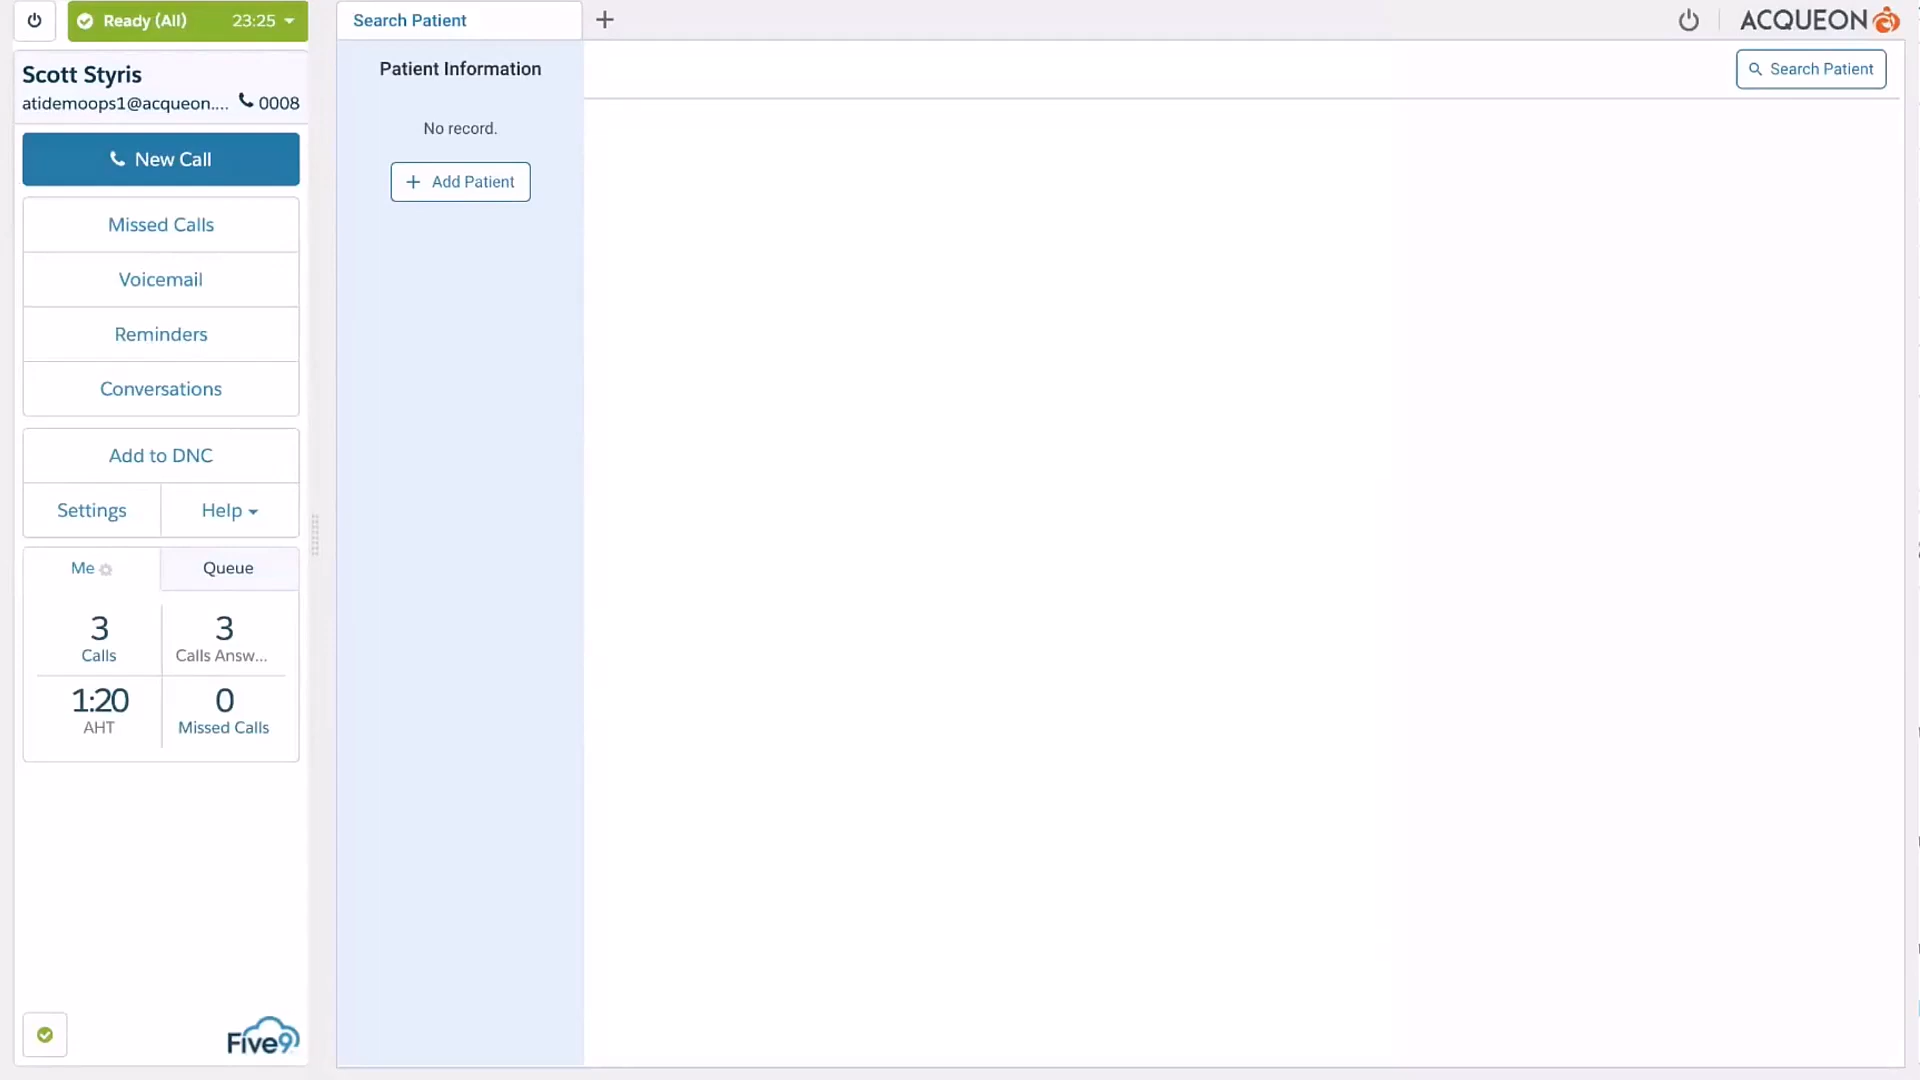 Ready (All) 23:25
Search Patient
ACQUEON
Scott Styris
atidemoops1@acqueon.... 0008
Patient Information
Search Patient
No record.
New Call
Add Patient
Missed Calls
Voicemail
Reminders
Conversations
Add to DNC
Settings Help
Me Queue
3 3
Calls Calls Answ...
1:20 0
AHT Missed Calls
Five9